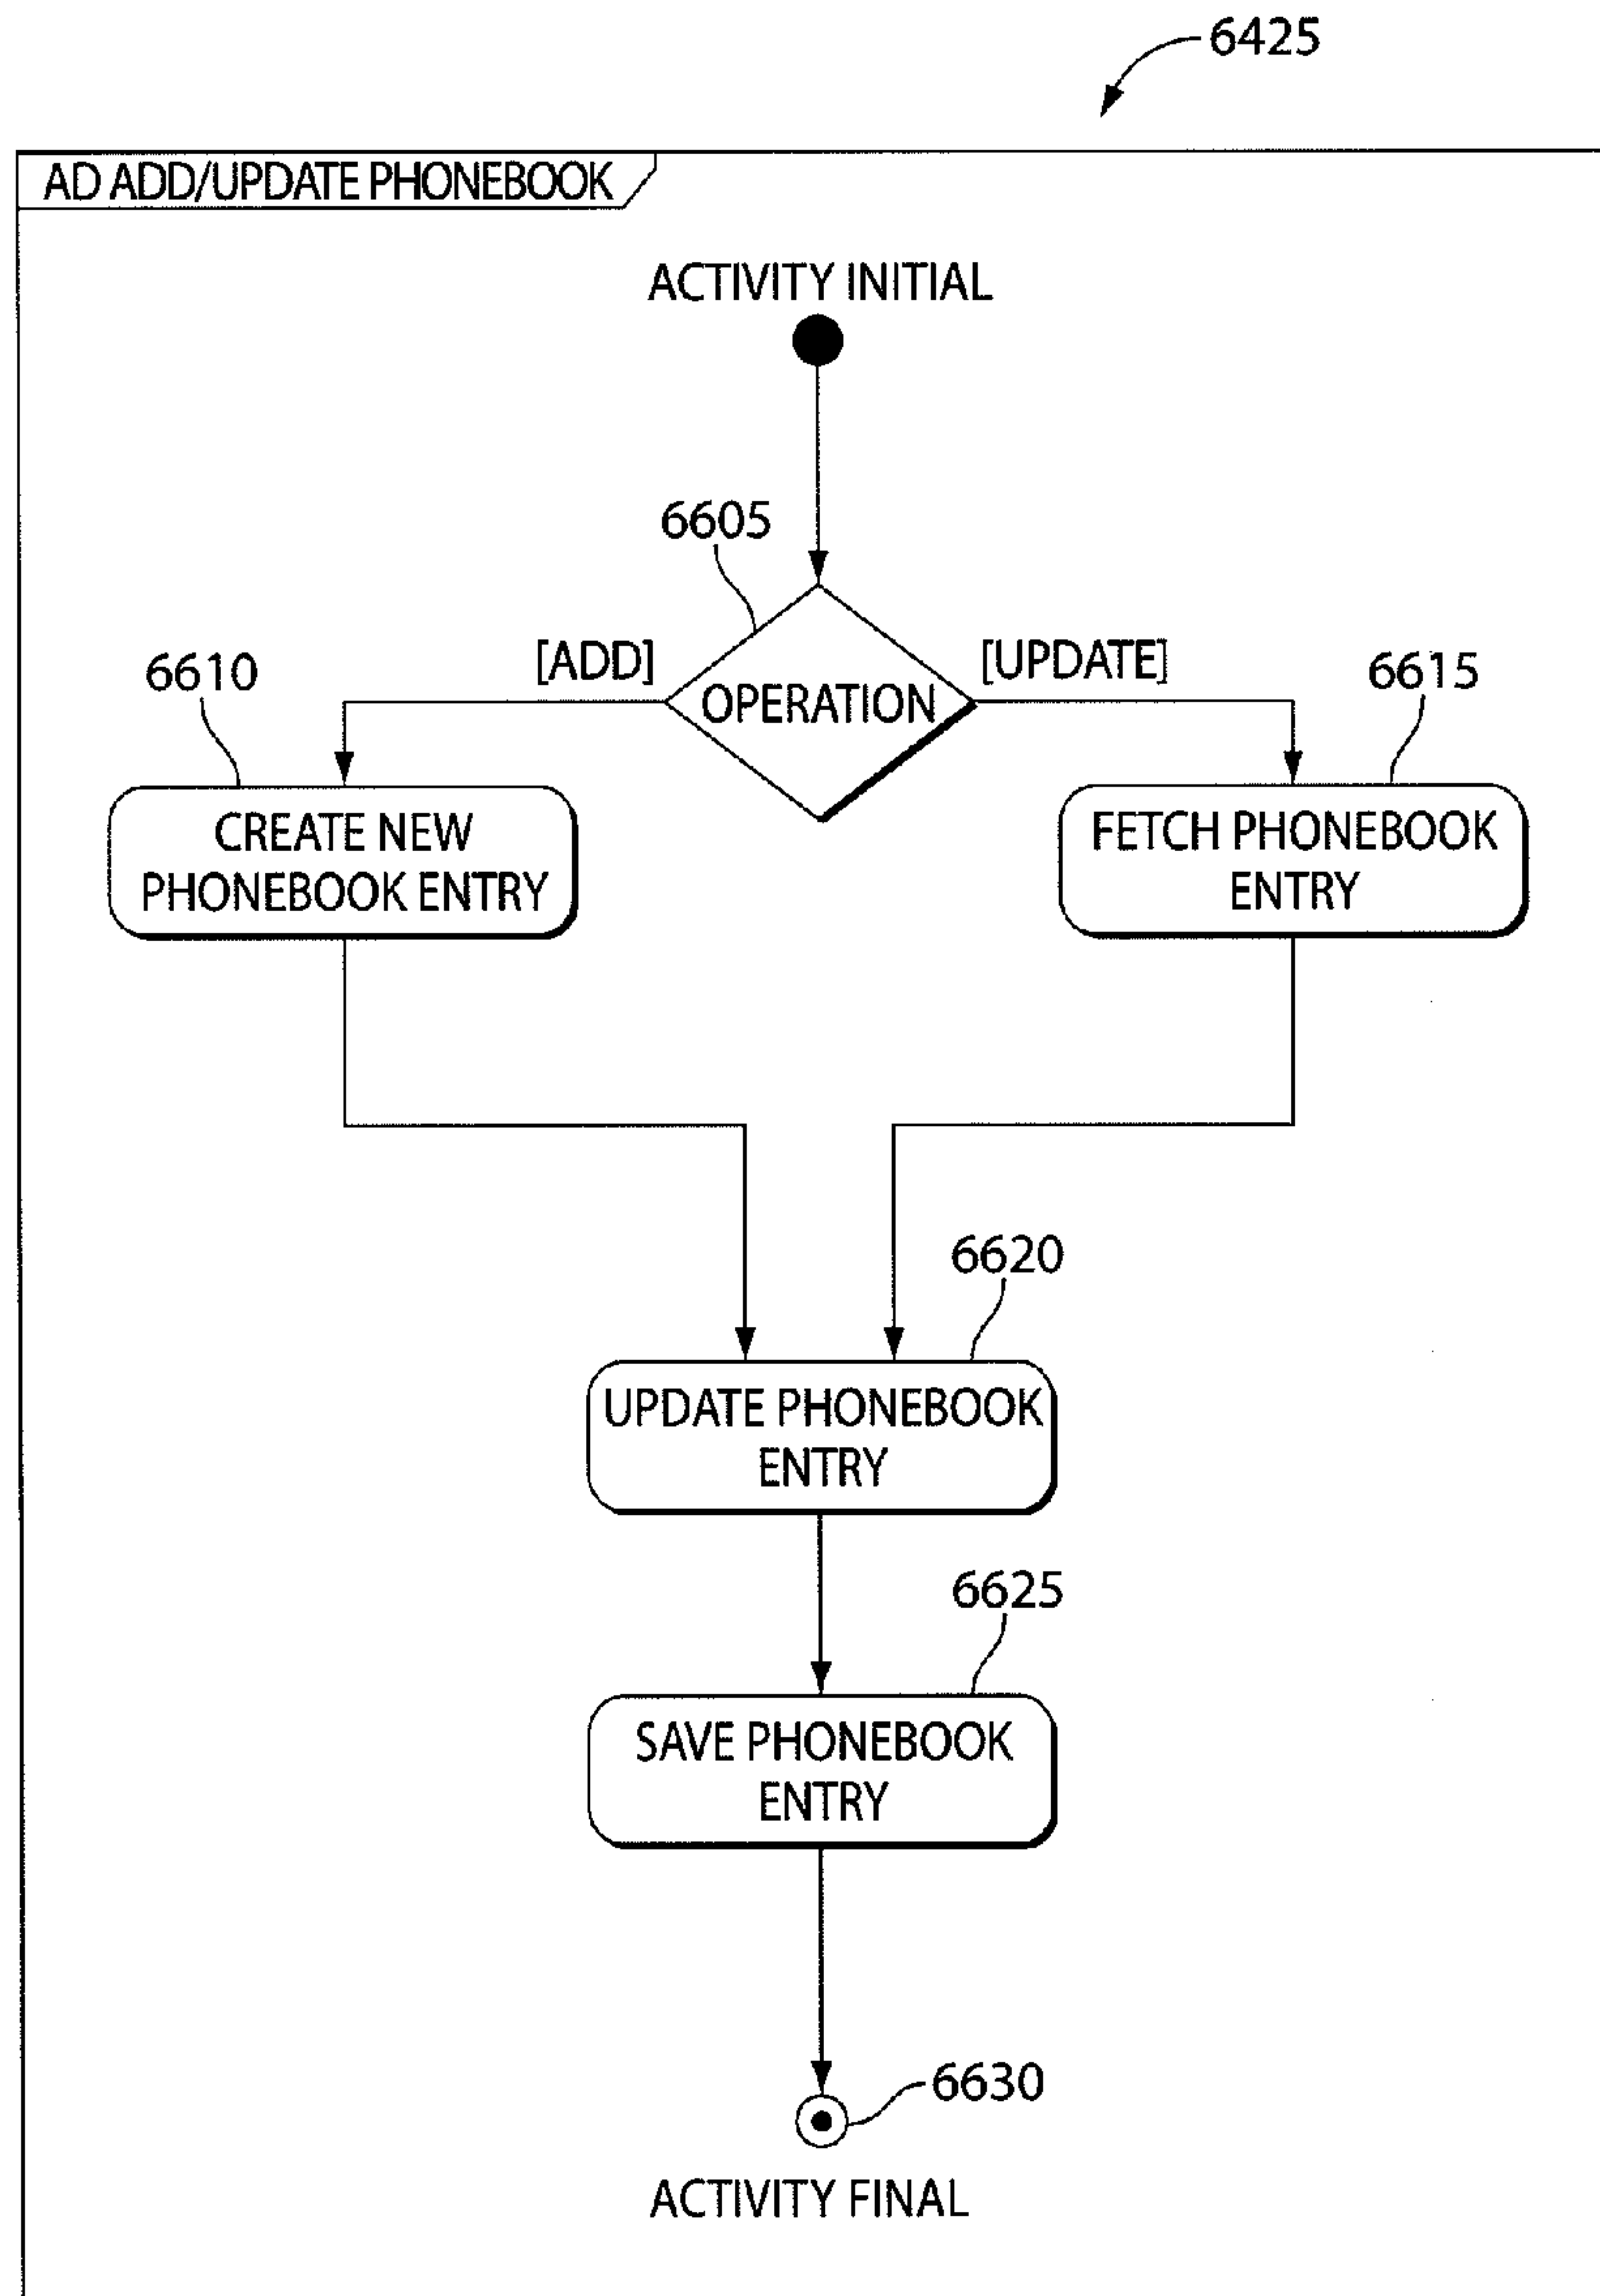 6425
AD ADD/UPDATE PHONEBOOK
ACTIVITY INITIAL
6605
[ADD]
[UPDATE]
6610
6615
OPERATION
CREATE NEW
PHONEBOOK ENTRY
FETCH PHONEBOOK
ENTRY
6620
UPDATE PHONEBOOK
ENTRY
6625
SAVE PHONEBOOK
ENTRY
6630
ACTIVITY FINAL